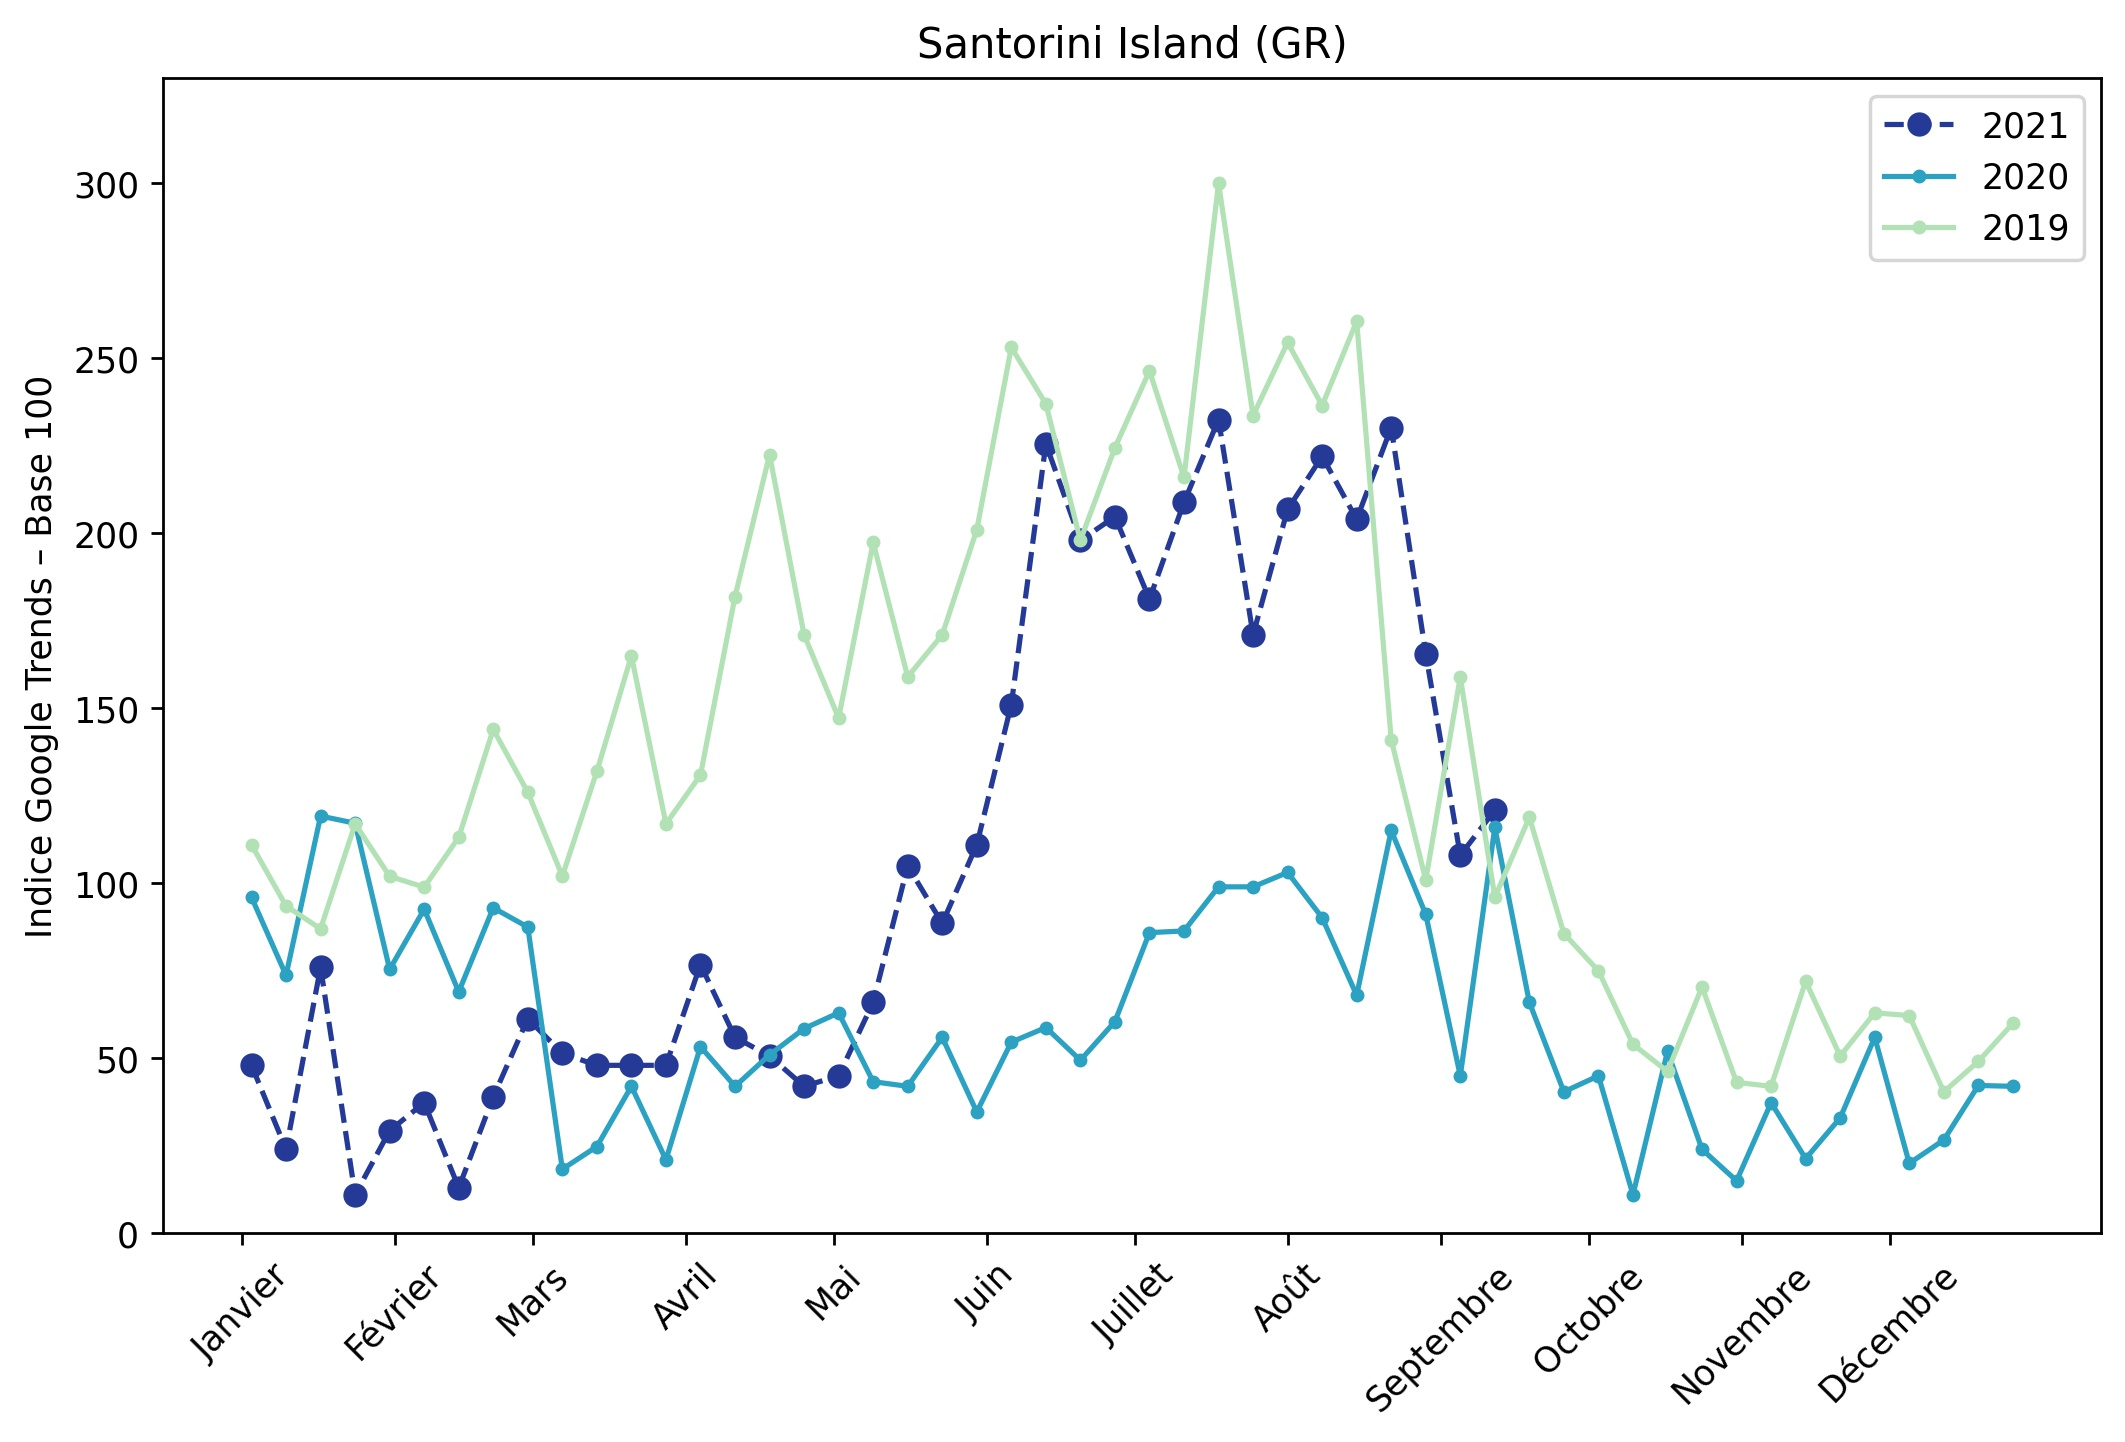 Santorini Island (GR)
2021
2020
2019
Indice Google Trends – Base 100
300
250
200
150
100
50
0
Janvier
Février
Mars
Avril
Mai
Juin
Juillet
Août
Septembre
Octobre
Novembre
Décembre